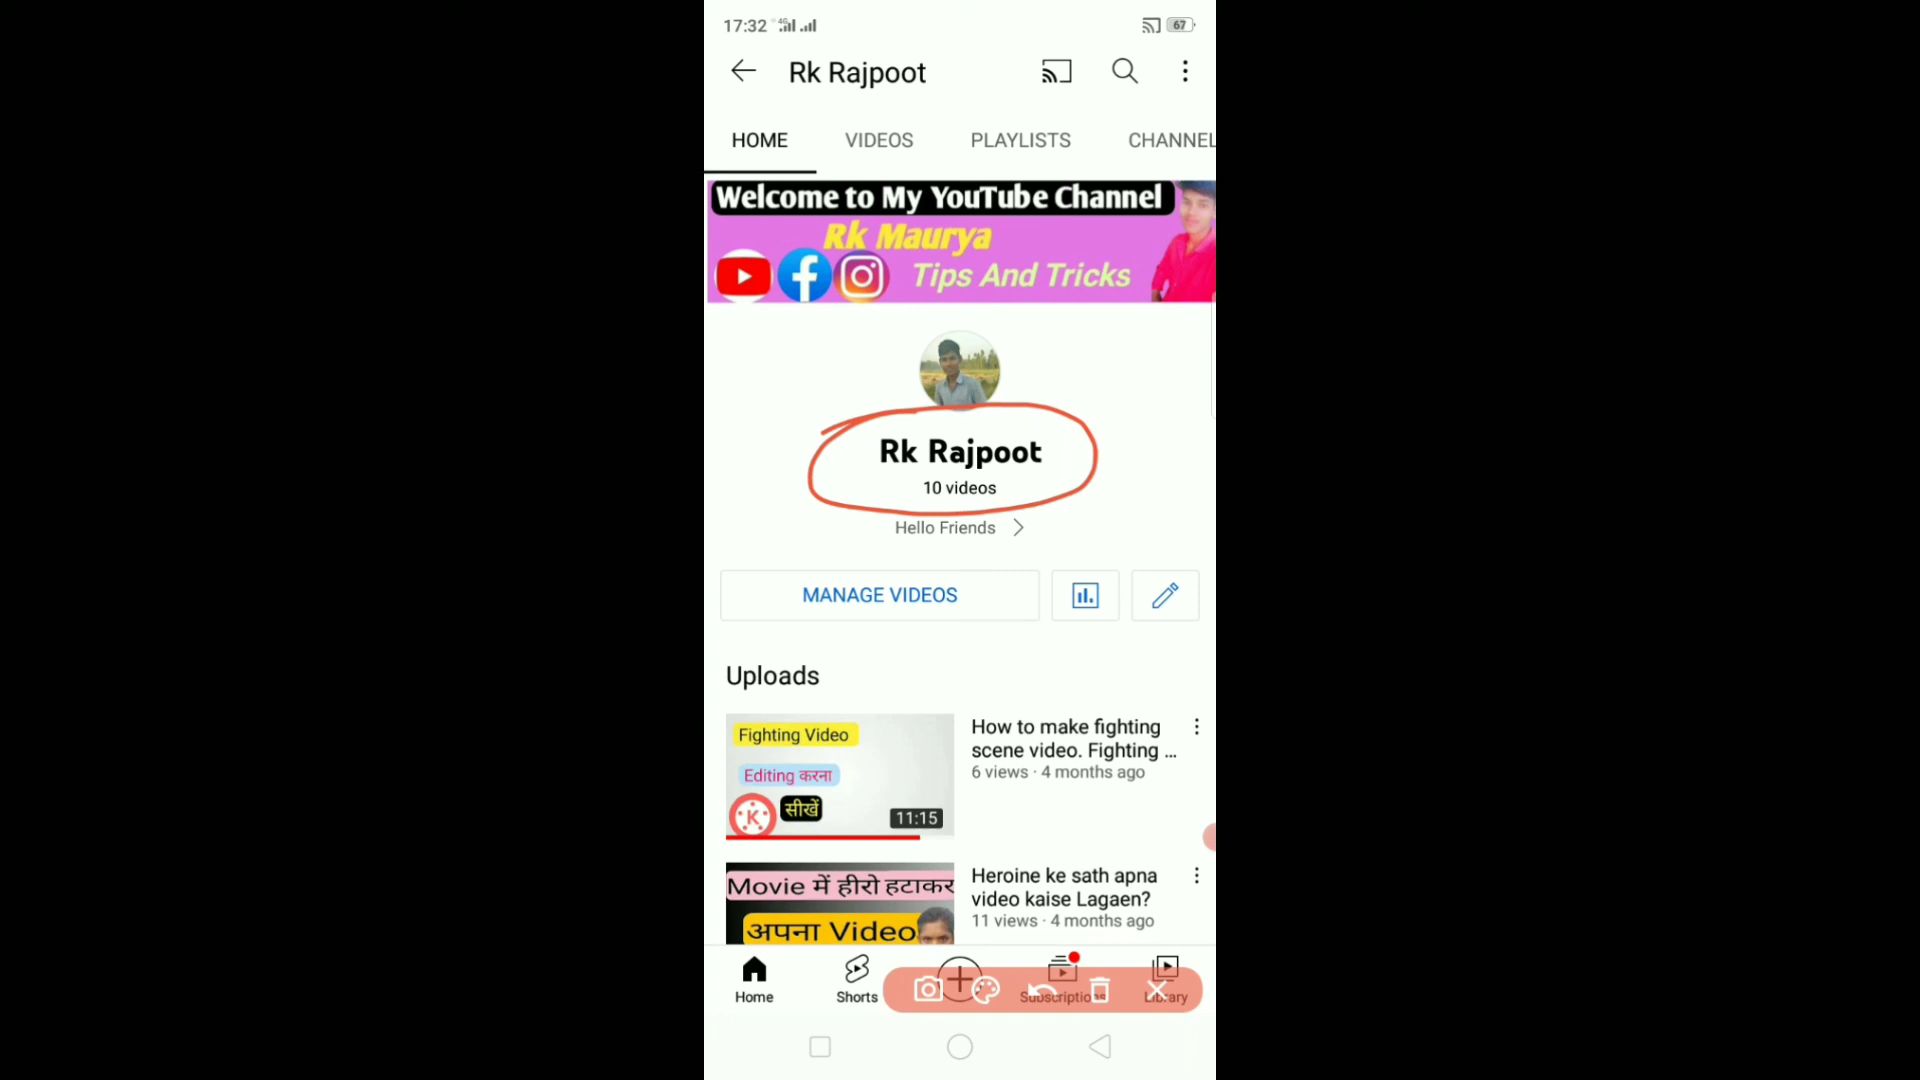 17:32 4G 67
Rk Rajpoot
HOME VIDEOS PLAYLISTS CHANNEL
Welcome to My YouTube Channel
Rk Maurya
Tips And Tricks
Rk Rajpoot
10 videos
Hello Friends
MANAGE VIDEOS
Uploads
Fighting Video
Editing करना
सीखें
K
11:15
How to make fighting
scene video. Fighting ...
6 views · 4 months ago
Movie में हीरो हटाकर
अपना Video
Heroine ke sath apna
video kaise Lagaen?
11 views · 4 months ago
Home Shorts Subscriptions Library